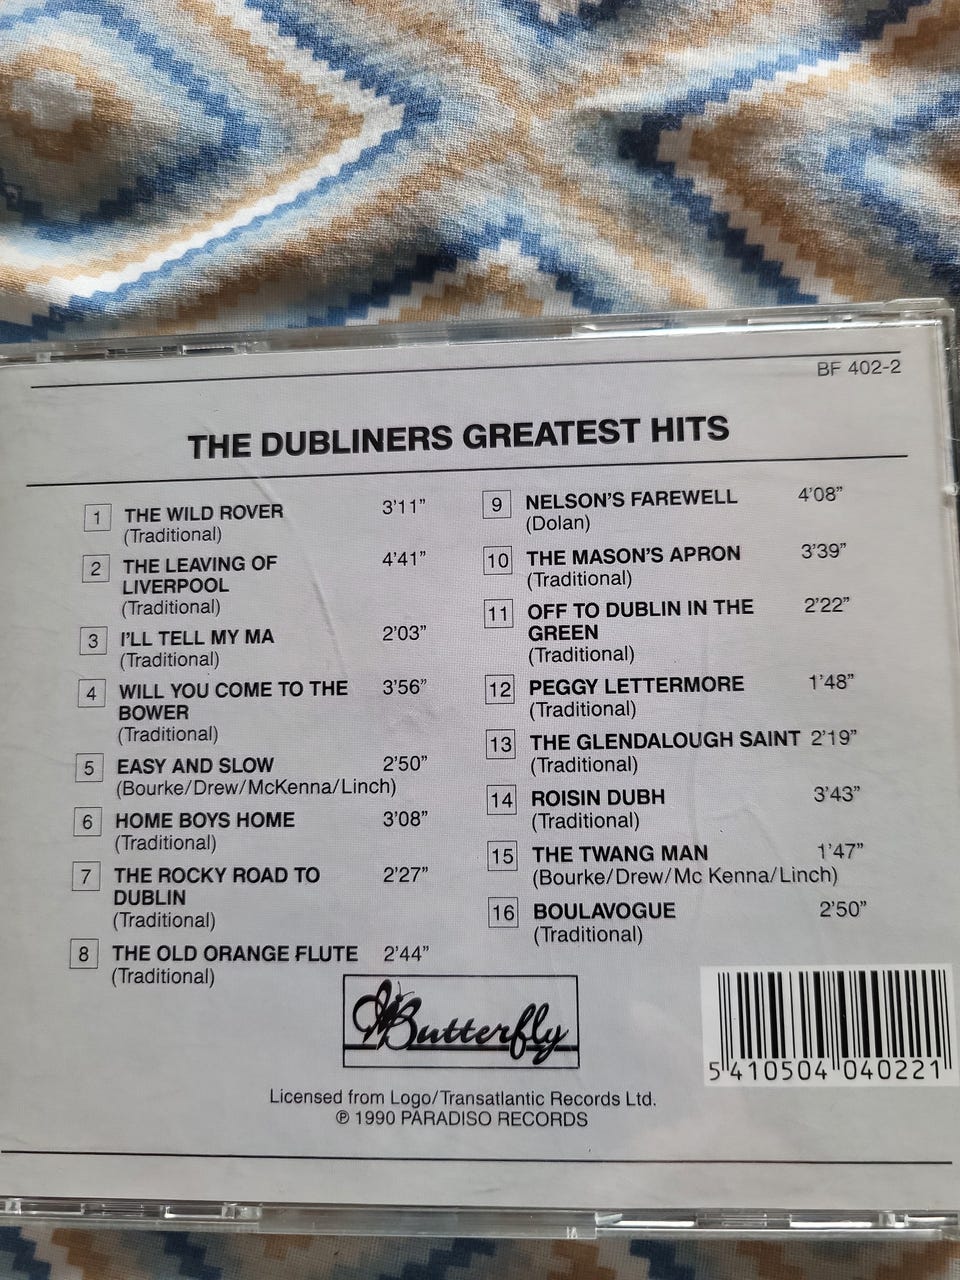 BF 402-2
THE DUBLINERS GREATEST HITS
1 THE WILD ROVER 3'11"
(Traditional)
2 THE LEAVING OF 4'41"
LIVERPOOL
(Traditional)
3 I'LL TELL MY MA 2'03"
(Traditional)
4 WILL YOU COME TO THE 3'56"
BOWER
(Traditional)
5 EASY AND SLOW 2'50"
(Bourke/Drew/McKenna/Linch)
6 HOME BOYS HOME 3'08"
(Traditional)
7 THE ROCKY ROAD TO 2'27"
DUBLIN
(Traditional)
8 THE OLD ORANGE FLUTE 2'44"
(Traditional)
9 NELSON'S FAREWELL 4'08"
(Dolan)
10 THE MASON'S APRON 3'39"
(Traditional)
11 OFF TO DUBLIN IN THE 2'22"
GREEN
(Traditional)
12 PEGGY LETTERMORE 1'48"
(Traditional)
13 THE GLENDALOUGH SAINT 2'19"
(Traditional)
14 ROISIN DUBH 3'43"
(Traditional)
15 THE TWANG MAN 1'47"
(Bourke/Drew/Mc Kenna/Linch)
16 BOULAVOGUE 2'50"
(Traditional)
Butterfly
5 410504 040221
Licensed from Logo/Transatlantic Records Ltd.
℗ 1990 PARADISO RECORDS